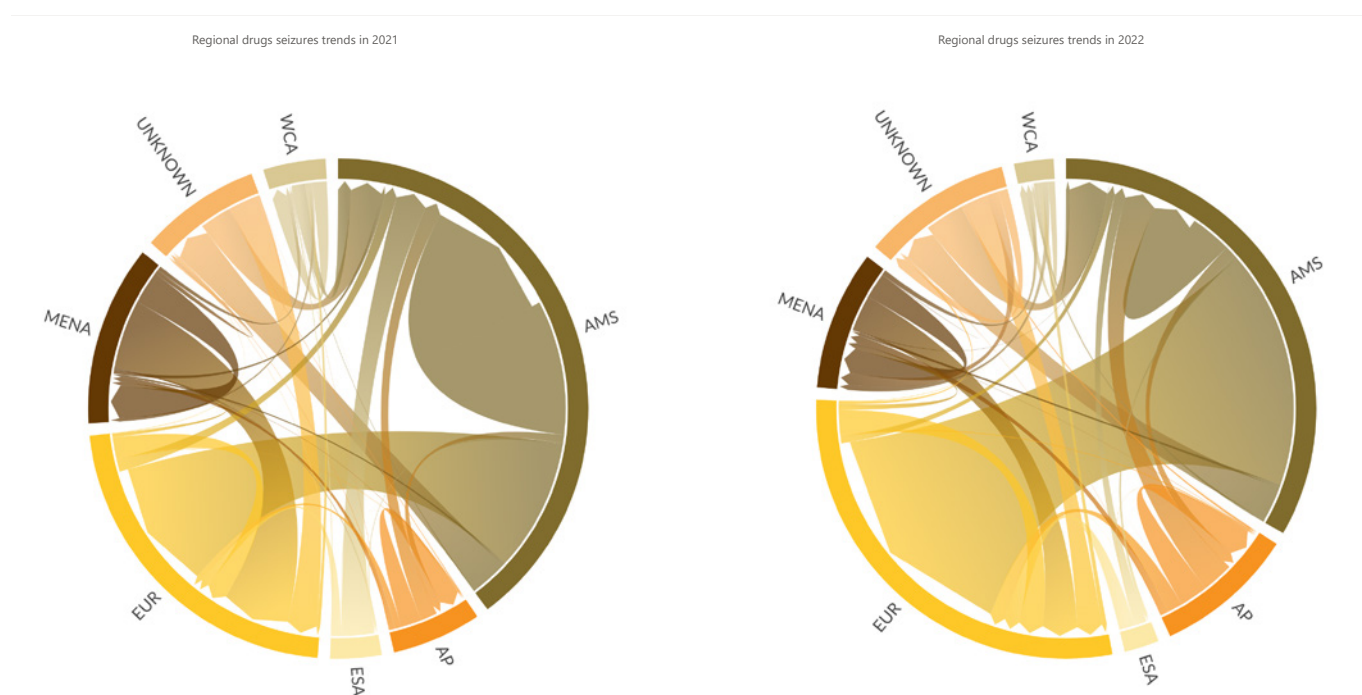 Regional drugs seizures trends in 2021
WCA
UNKNOWN
MENA
AMS
EUR
AP
ESA
Regional drugs seizures trends in 2022
WCA
UNKNOWN
AMS
MENA
EUR
AP
ESA